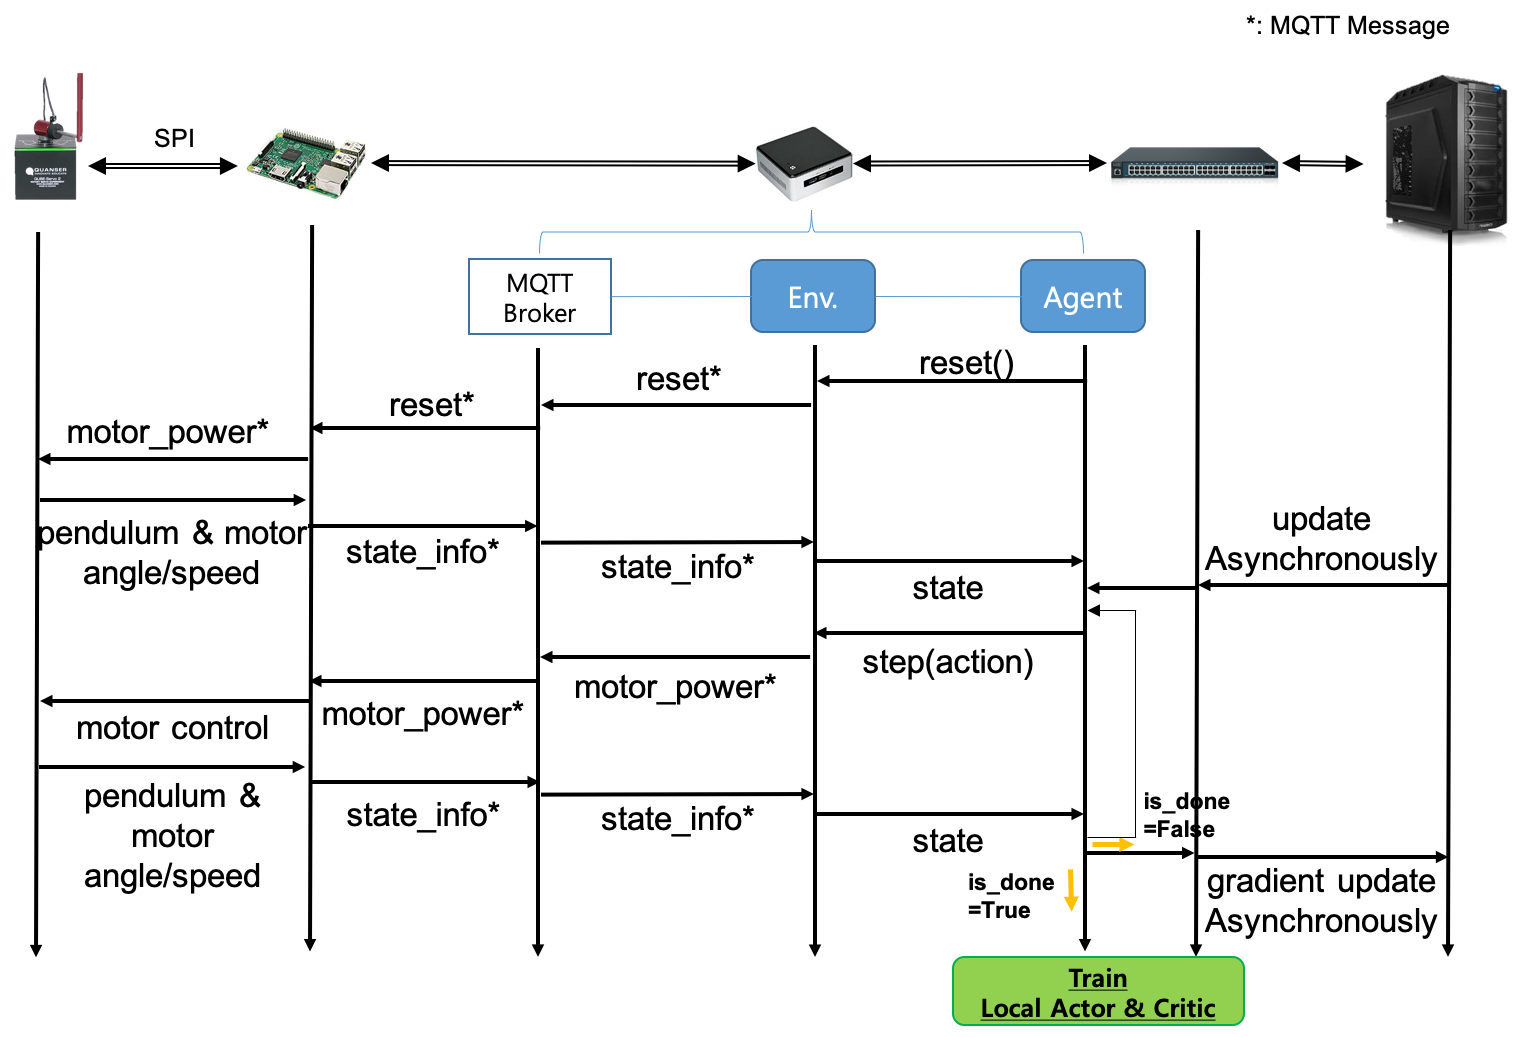 *: MQTT Message
SPI
QUANSER
MQTT
Broker
Env.
Agent
reset()
reset*
reset*
motor_power*
pendulum & motor
angle/speed
state_info*
state_info*
state
update
Asynchronously
step(action)
motor_power*
motor_power*
motor control
pendulum &
motor
angle/speed
state_info*
state_info*
state
is_done
=False
is_done
=True
gradient update
Asynchronously
Train
Local Actor & Critic